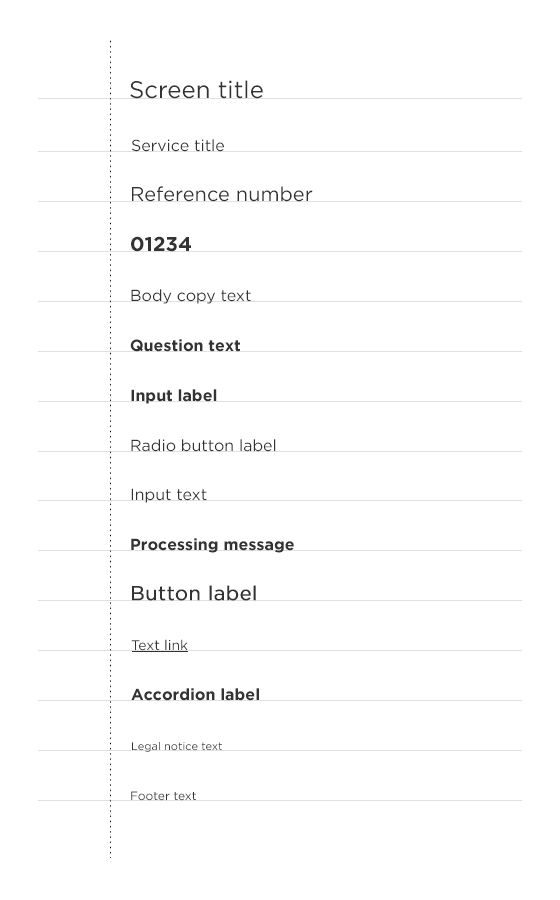 Screen title
Service title
Reference number
01234
Body copy text
Question text
Input label
Radio button label
Input text
Processing message
Button label
Text link
Accordion label
Legal notice text
Footer text